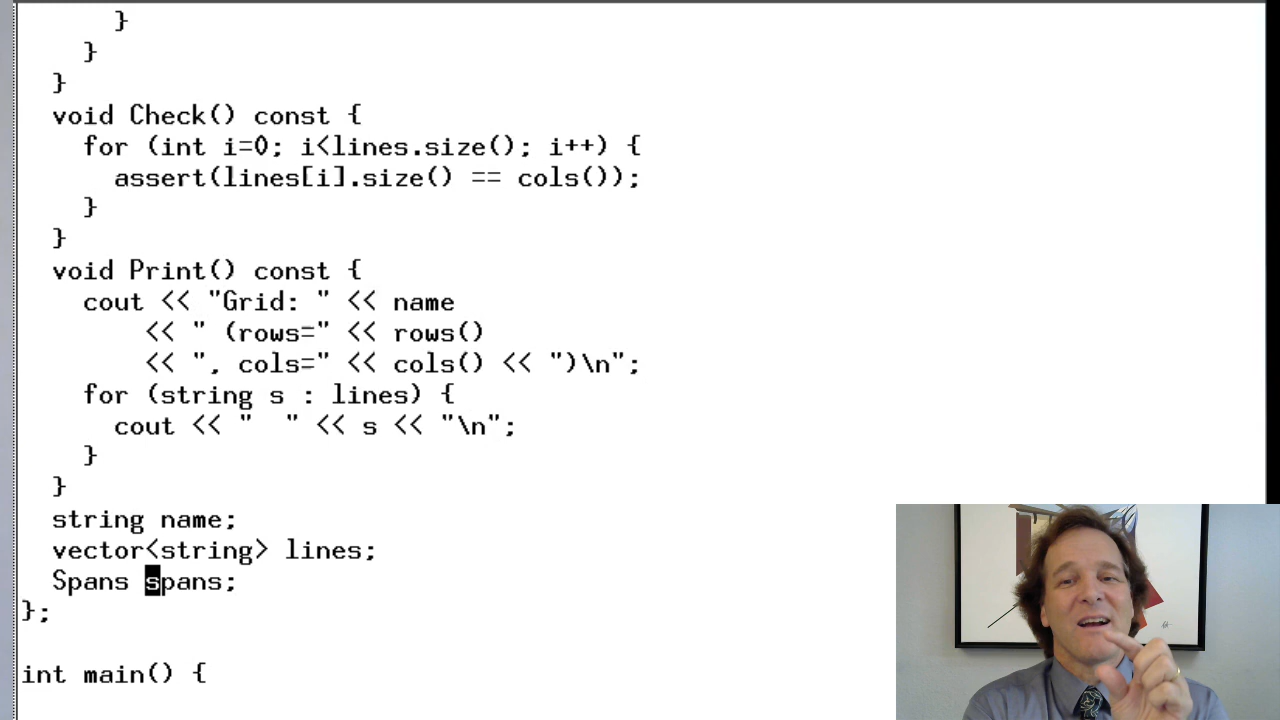 }
    }
  }
  void Check() const {
    for (int i=0; i<lines.size(); i++) {
      assert(lines[i].size() == cols());
    }
  }
  void Print() const {
    cout << "Grid: " << name
        << " (rows=" << rows()
        << ", cols=" << cols() << ")\n";
    for (string s : lines) {
      cout << "  " << s << "\n";
    }
  }
  string name;
  vector<string> lines;
  Spans spans;
};

int main() {